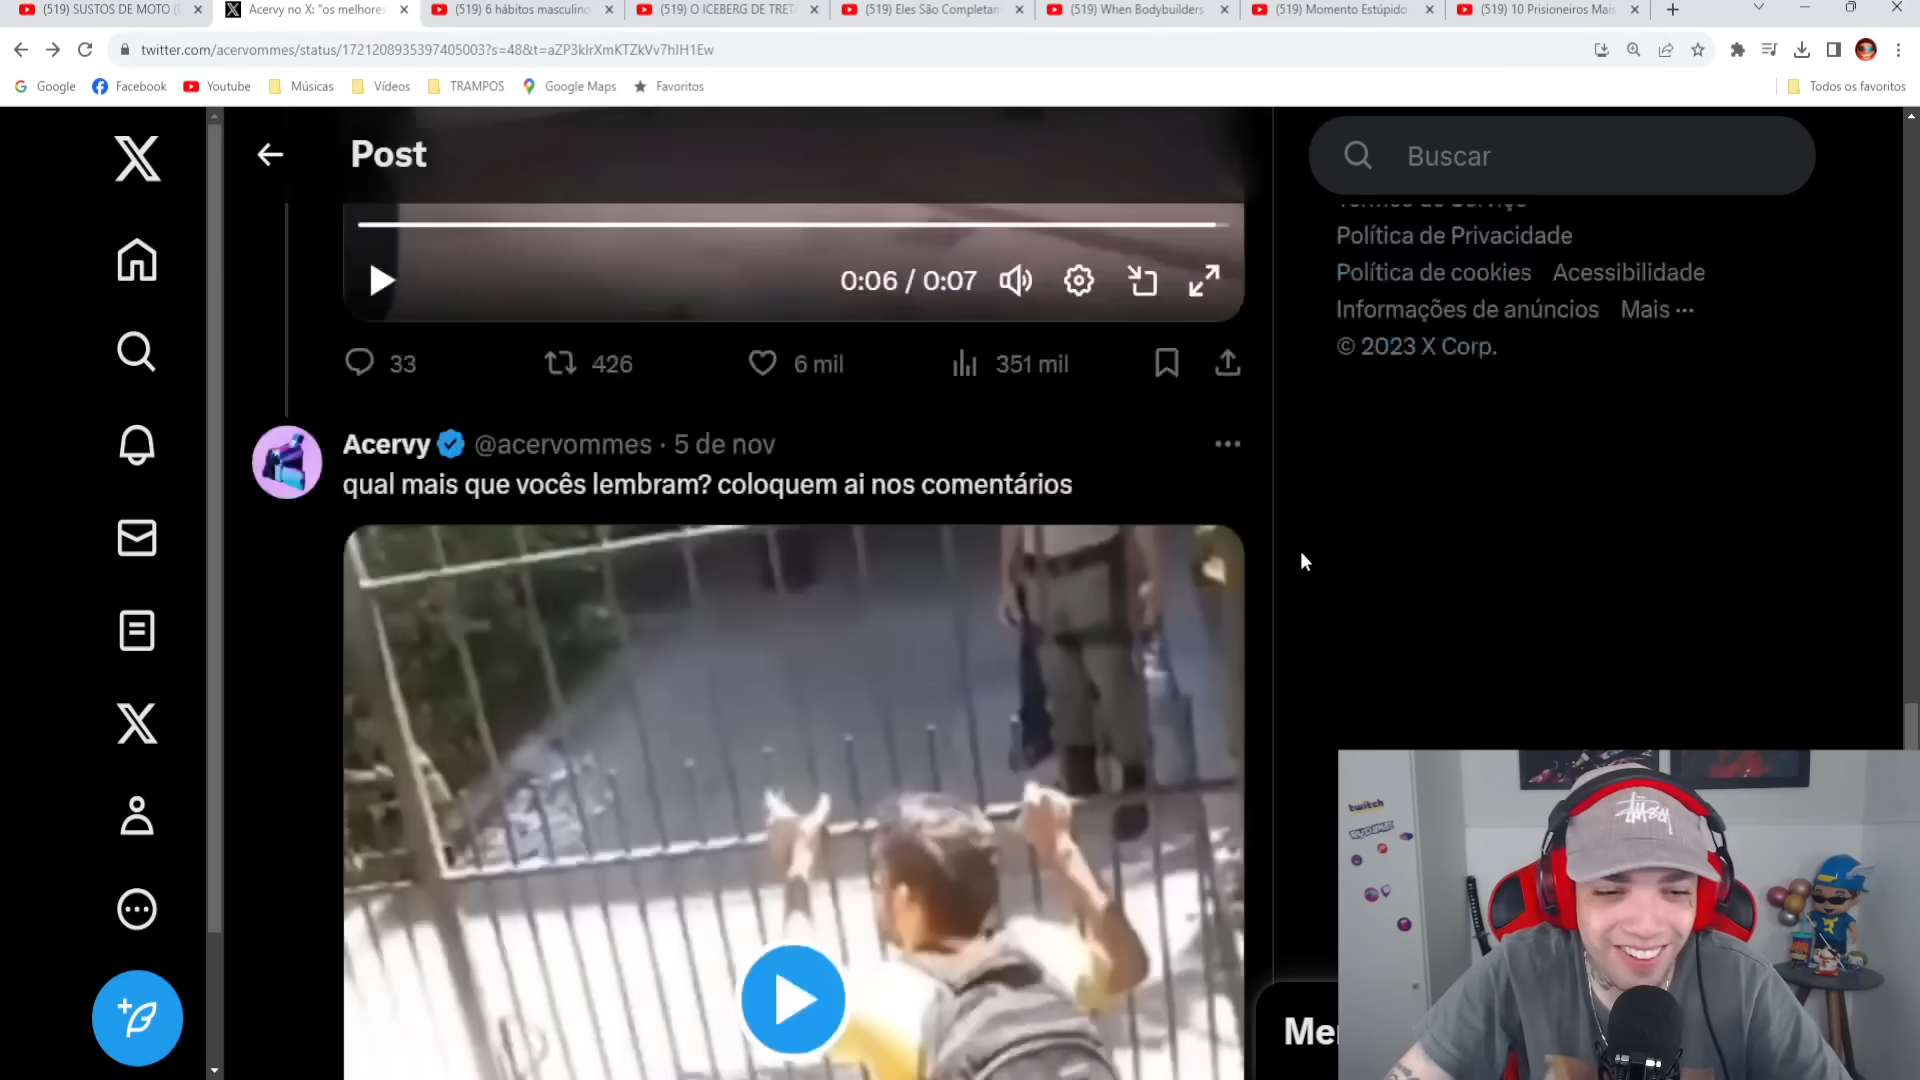 (519) SUSTOS DE MOTO (
Acervy no X: "os melhores
(519) 6 hábitos masculino
(519) O ICEBERG DE TRETA
(519) Eles São Completam
(519) When Bodybuilders
(519) Momento Estúpido
(519) 10 Prisioneiros Mais
twitter.com/acervommes/status/1721208935397405003?s=48&t=aZP3kIrXmKTZkVv7hIH1Ew
Google
Facebook
Youtube
Músicas
Vídeos
TRAMPOS
Google Maps
Favoritos
Todos os favoritos
Post
Buscar
Termos de Serviço
Política de Privacidade
Política de cookies Acessibilidade
Informações de anúncios Mais ···
© 2023 X Corp.
0:06 / 0:07
33
426
6 mil
351 mil
Acervy @acervommes · 5 de nov
qual mais que vocês lembram? coloquem ai nos comentários
twitch
Me